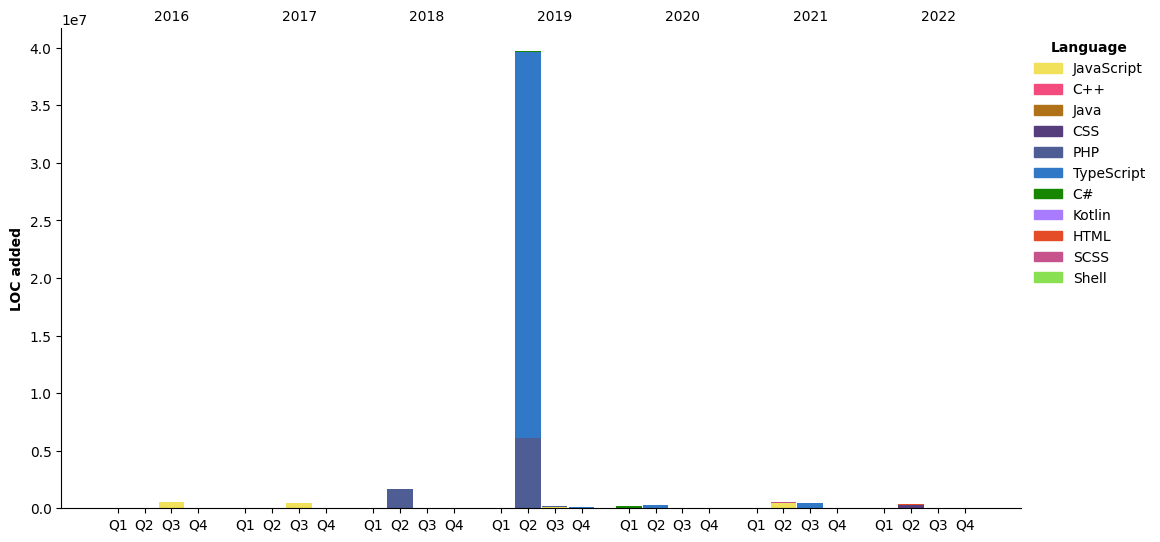 2016 2017 2018 2019 2020 2021 2022
1e7
4.0
3.5
3.0
2.5
2.0
1.5
1.0
0.5
0.0
LOC added
Q1 Q2 Q3 Q4 Q1 Q2 Q3 Q4 Q1 Q2 Q3 Q4 Q1 Q2 Q3 Q4 Q1 Q2 Q3 Q4 Q1 Q2 Q3 Q4 Q1 Q2 Q3 Q4
Language
JavaScript
C++
Java
CSS
PHP
TypeScript
C#
Kotlin
HTML
SCSS
Shell